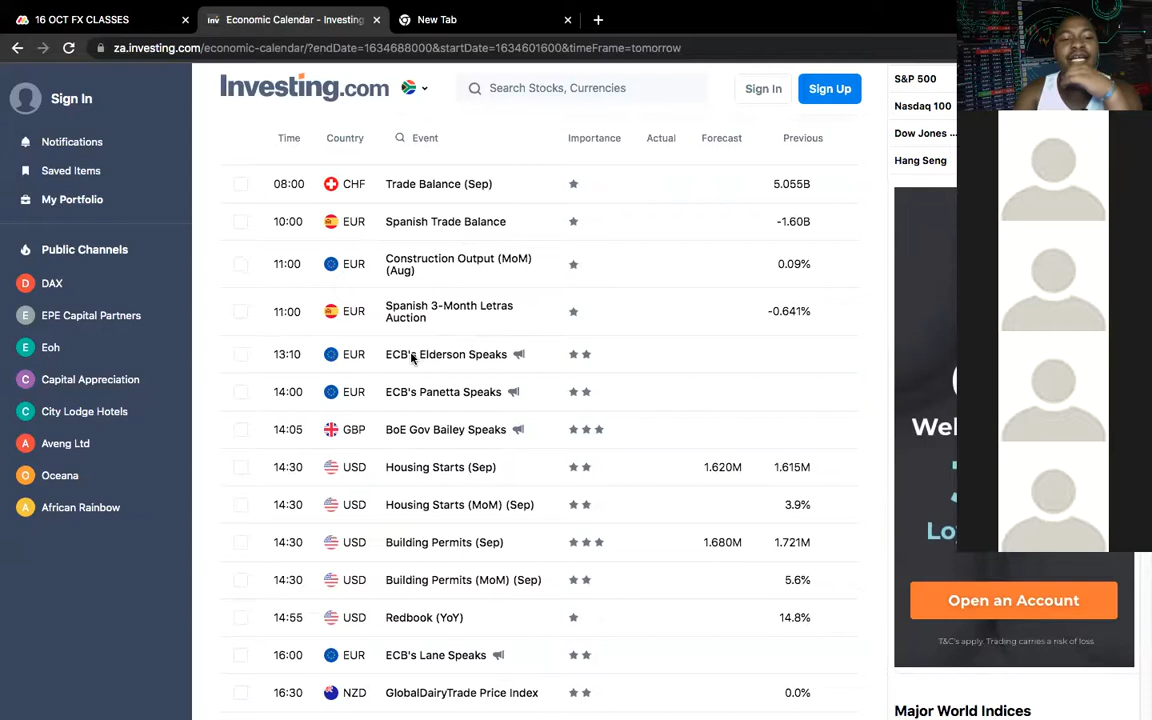 16 OCT FX CLASSES
Economic Calendar - Investing
New Tab
za.investing.com/economic-calendar/?endDate=1634688000&startDate=1634601600&timeFrame=tomorrow
Sign In
Notifications
Saved Items
My Portfolio
Public Channels
D DAX
E EPE Capital Partners
E Eoh
C Capital Appreciation
C City Lodge Hotels
A Aveng Ltd
O Oceana
A African Rainbow
Investing.com
Search Stocks, Currencies
Sign In
Sign Up
Time Country Event Importance Actual Forecast Previous
08:00 CHF Trade Balance (Sep) 5.055B
10:00 EUR Spanish Trade Balance -1.60B
11:00 EUR Construction Output (MoM) (Aug) 0.09%
11:00 EUR Spanish 3-Month Letras Auction -0.641%
13:10 EUR ECB's Elderson Speaks
14:00 EUR ECB's Panetta Speaks
14:05 GBP BoE Gov Bailey Speaks
14:30 USD Housing Starts (Sep) 1.620M 1.615M
14:30 USD Housing Starts (MoM) (Sep) 3.9%
14:30 USD Building Permits (Sep) 1.680M 1.721M
14:30 USD Building Permits (MoM) (Sep) 5.6%
14:55 USD Redbook (YoY) 14.8%
16:00 EUR ECB's Lane Speaks
16:30 NZD GlobalDairyTrade Price Index 0.0%
S&P 500
Nasdaq 100
Dow Jones ...
Hang Seng
Wel
Lo
Open an Account
T&C's apply. Trading carries a risk of loss
Major World Indices